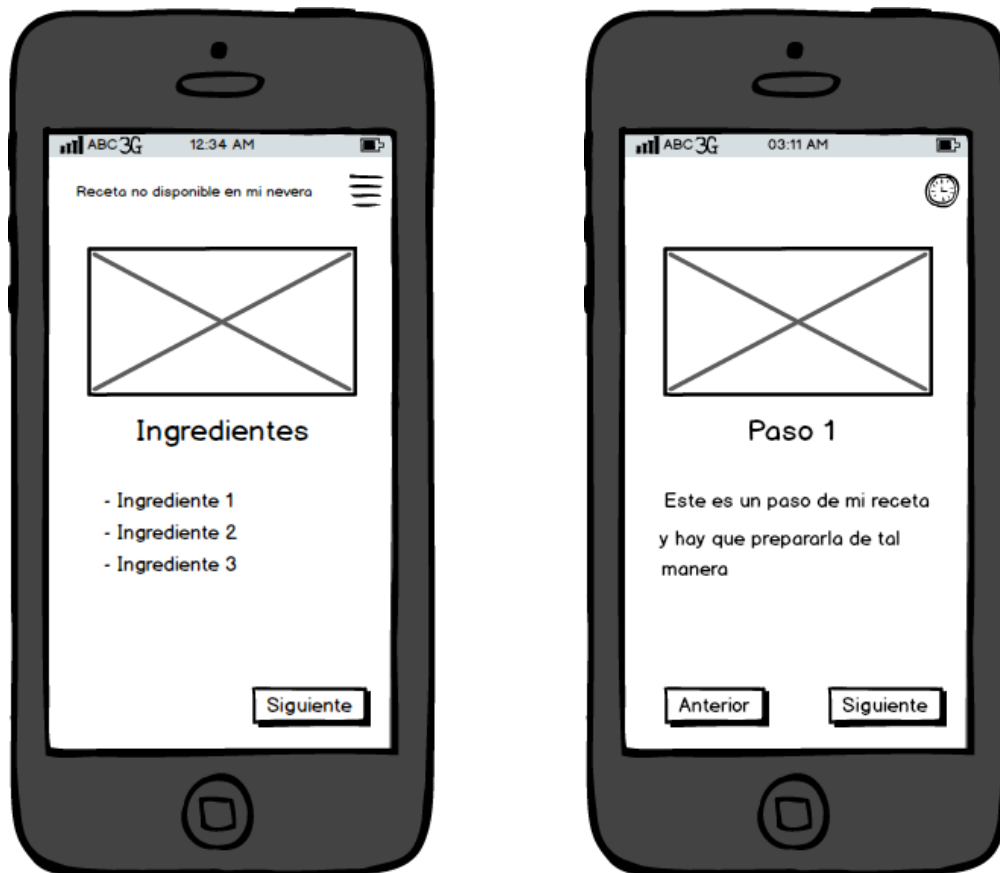 ABC 3G 12:34 AM
Receta no disponible en mi nevera
Ingredientes
- Ingrediente 1
- Ingrediente 2
- Ingrediente 3
Siguiente
ABC 3G 03:11 AM
Paso 1
Este es un paso de mi receta
y hay que prepararla de tal
manera
Anterior Siguiente